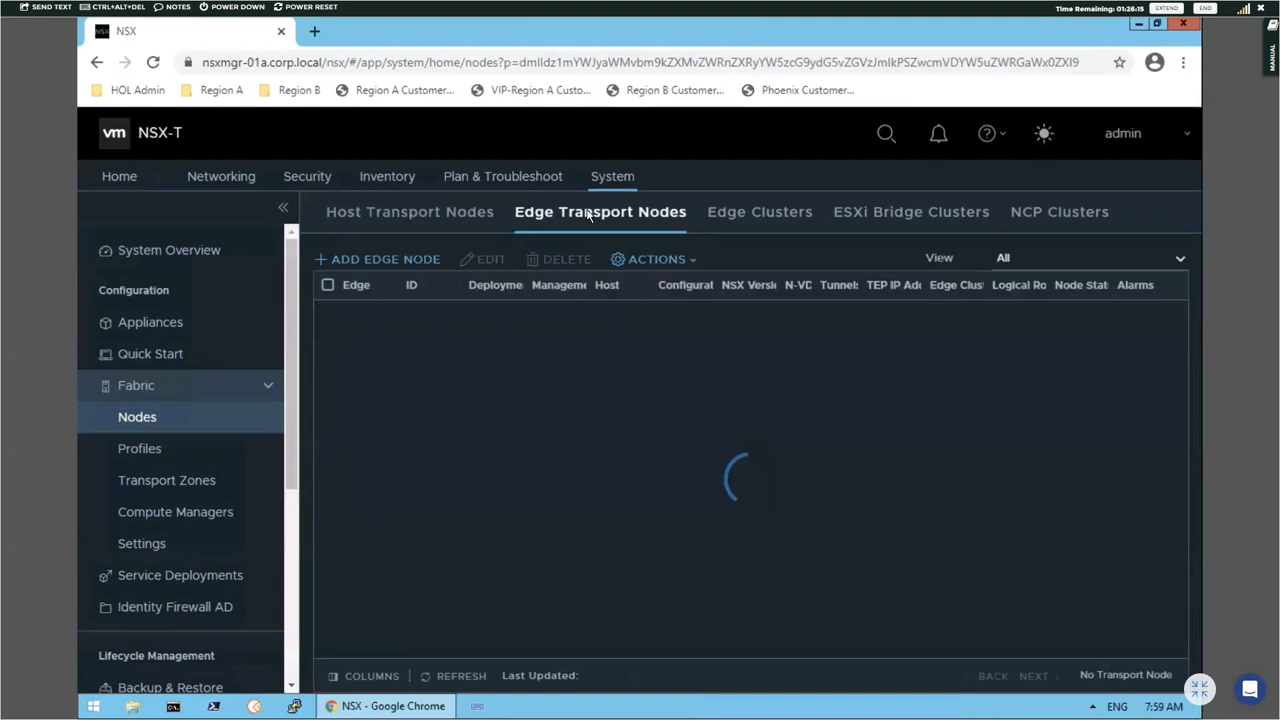 SEND TEXT CTRL+ALT+DEL NOTES POWER DOWN POWER RESET Time Remaining: 01:26:15 EXTEND END
MANUAL
NSX
nsxmgr-01a.corp.local/nsx/#/app/system/home/nodes?p=
HOL Admin Region A Region B Region A Customer... VIP-Region A Custo... Region B Customer... Phoenix Customer...
vm NSX-T admin
Home Networking Security Inventory Plan & Troubleshoot System
Host Transport Nodes Edge Transport Nodes Edge Clusters ESXi Bridge Clusters NCP Clusters
System Overview
Configuration
Appliances
Quick Start
Fabric
Nodes
Profiles
Transport Zones
Compute Managers
Settings
Service Deployments
Identity Firewall AD
Lifecycle Management
Backup & Restore
+ ADD EDGE NODE EDIT DELETE ACTIONS View All
Edge ID Deployme Manageme Host Configurat NSX Versi N-VD Tunnels TEP IP Add Edge Clust Logical Ro Node Stat Alarms
COLUMNS REFRESH Last Updated: BACK NEXT No Transport Node
NSX - Google Chrome ENG 7:59 AM